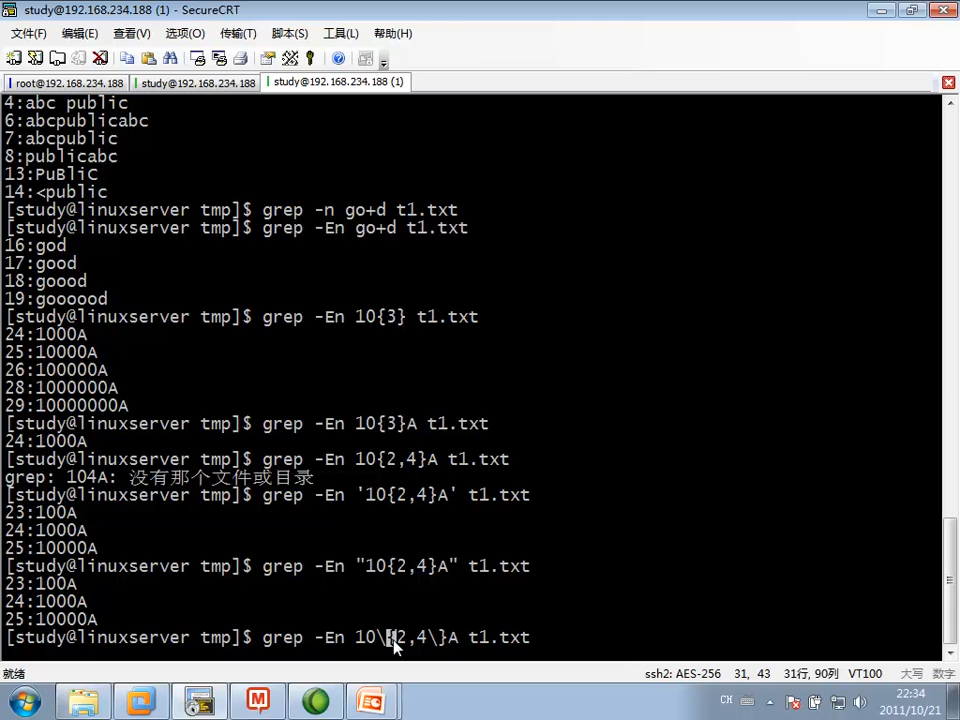 study@192.168.234.188 (1) - SecureCRT
文件(F) 编辑(E) 查看(V) 选项(O) 传输(T) 脚本(S) 工具(L) 帮助(H)
root@192.168.234.188 study@192.168.234.188 study@192.168.234.188 (1)
4:abc public
6:abcpublicabc
7:abcpublic
8:publicabc
13:PuBliC
14:<public
[study@linuxserver tmp]$ grep -n go+d t1.txt
[study@linuxserver tmp]$ grep -En go+d t1.txt
16:god
17:good
18:goood
19:goooood
[study@linuxserver tmp]$ grep -En 10{3} t1.txt
24:1000A
25:10000A
26:100000A
28:1000000A
29:10000000A
[study@linuxserver tmp]$ grep -En 10{3}A t1.txt
24:1000A
[study@linuxserver tmp]$ grep -En 10{2,4}A t1.txt
grep: 104A: 没有那个文件或目录
[study@linuxserver tmp]$ grep -En '10{2,4}A' t1.txt
23:100A
24:1000A
25:10000A
[study@linuxserver tmp]$ grep -En "10{2,4}A" t1.txt
23:100A
24:1000A
25:10000A
[study@linuxserver tmp]$ grep -En 10\{2,4\}A t1.txt
就绪 ssh2: AES-256 31, 43 31行, 90列 VT100 大写 数字
CH 22:34
2011/10/21